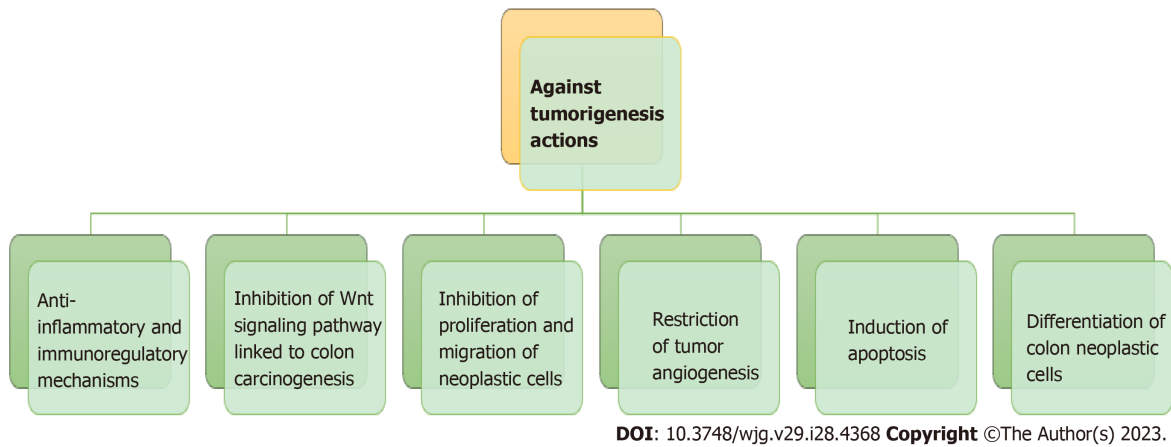 Against
tumorigenesis
actions
Anti-
inflammatory and
immunoregulatory
mechanisms
Inhibition of Wnt
signaling pathway
linked to colon
carcinogenesis
Inhibition of
proliferation and
migration of
neoplastic cells
Restriction
of tumor
angiogenesis
Induction of
apoptosis
Differentiation of
colon neoplastic
cells
DOI: 10.3748/wjg.v29.i28.4368 Copyright ©The Author(s) 2023.